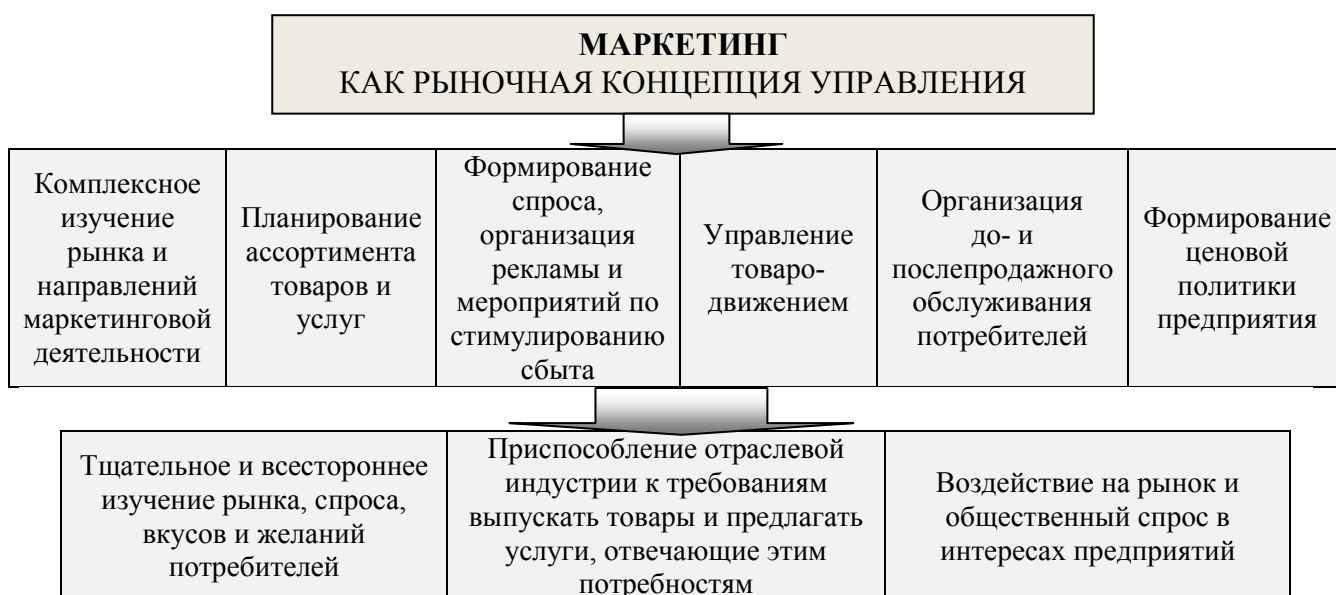 МАРКЕТИНГ
КАК РЫНОЧНАЯ КОНЦЕПЦИЯ УПРАВЛЕНИЯ
Комплексное
изучение
рынка и
направлений
маркетинговой
деятельности
Планирование
ассортимента
товаров и
услуг
Формирование
спроса,
организация
рекламы и
мероприятий по
стимулированию
сбыта
Управление
товаро-
движением
Организация
до- и
послепродажного
обслуживания
потребителей
Формирование
ценовой
политики
предприятия
Тщательное и всестороннее
изучение рынка, спроса,
вкусов и желаний
потребителей
Приспособление отраслевой
индустрии к требованиям
выпускать товары и предлагать
услуги, отвечающие этим
потребностям
Воздействие на рынок и
общественный спрос в
интересах предприятий